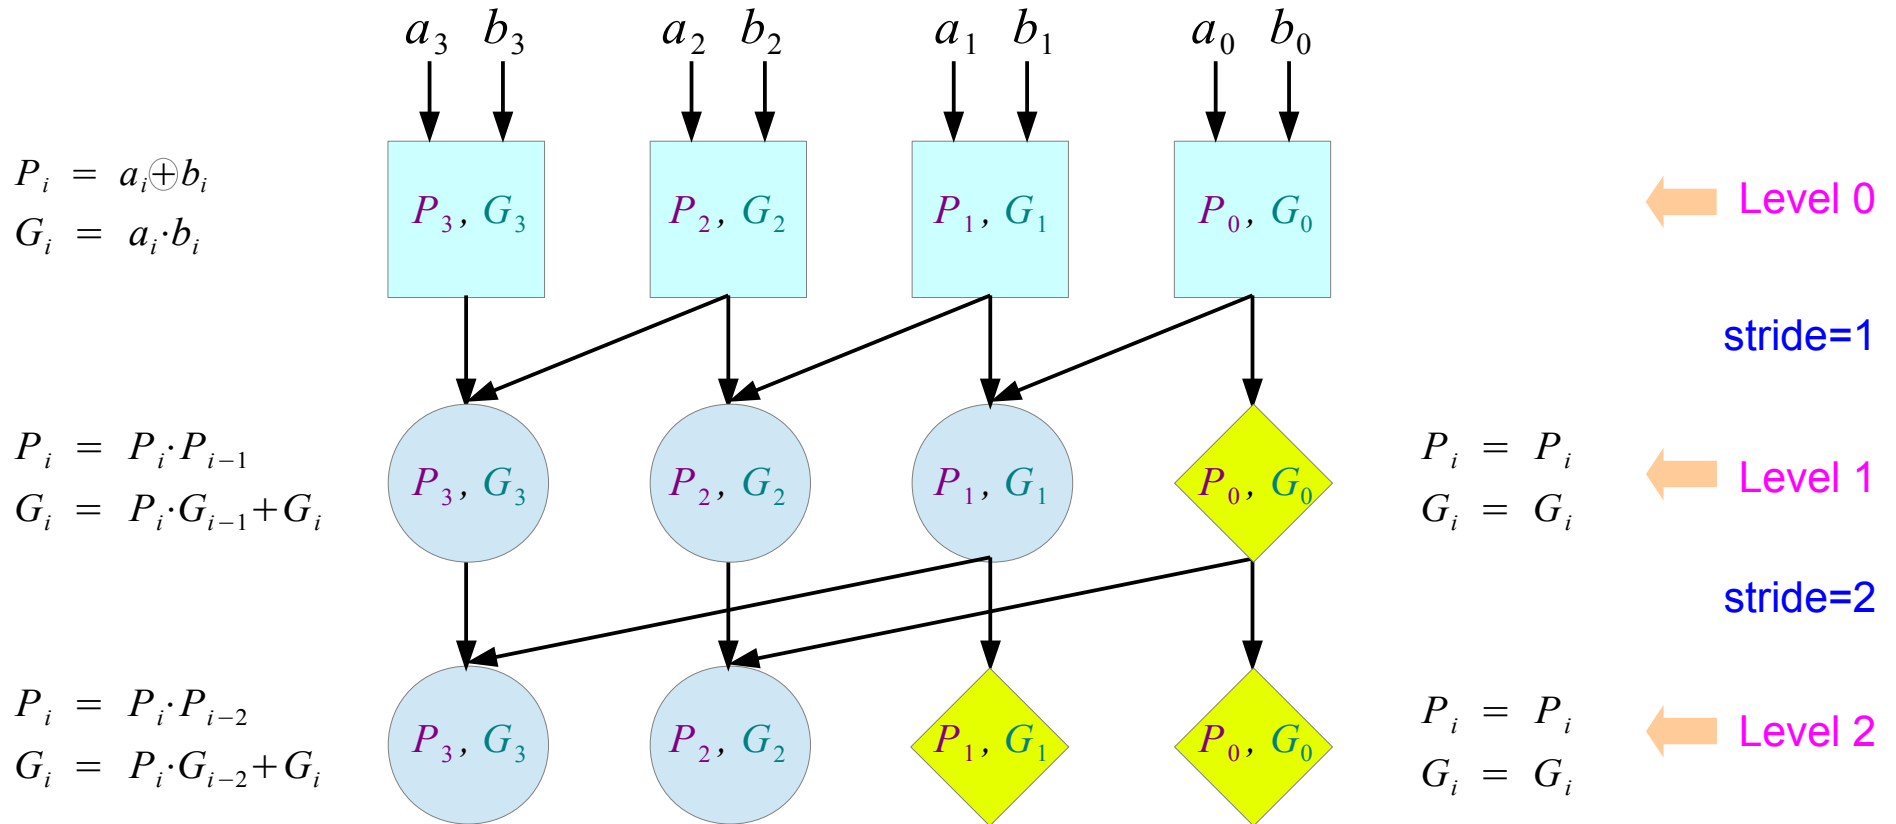 a₃ b₃ a₂ b₂ a₁ b₁ a₀ b₀
Pᵢ = aᵢ⊕bᵢ
Gᵢ = aᵢ·bᵢ
P₃, G₃ P₂, G₂ P₁, G₁ P₀, G₀
Level 0
stride=1
Pᵢ = Pᵢ·Pᵢ₋₁
Gᵢ = Pᵢ·Gᵢ₋₁+Gᵢ
P₃, G₃ P₂, G₂ P₁, G₁ P₀, G₀
Pᵢ = Pᵢ
Gᵢ = Gᵢ
Level 1
stride=2
Pᵢ = Pᵢ·Pᵢ₋₂
Gᵢ = Pᵢ·Gᵢ₋₂+Gᵢ
P₃, G₃ P₂, G₂ P₁, G₁ P₀, G₀
Pᵢ = Pᵢ
Gᵢ = Gᵢ
Level 2